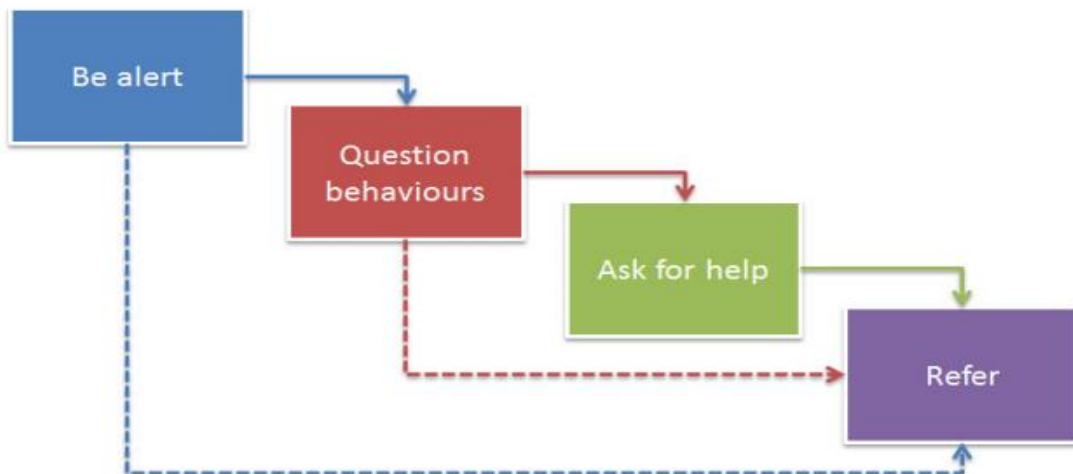 Be alert
Question
behaviours
Ask for help
Refer